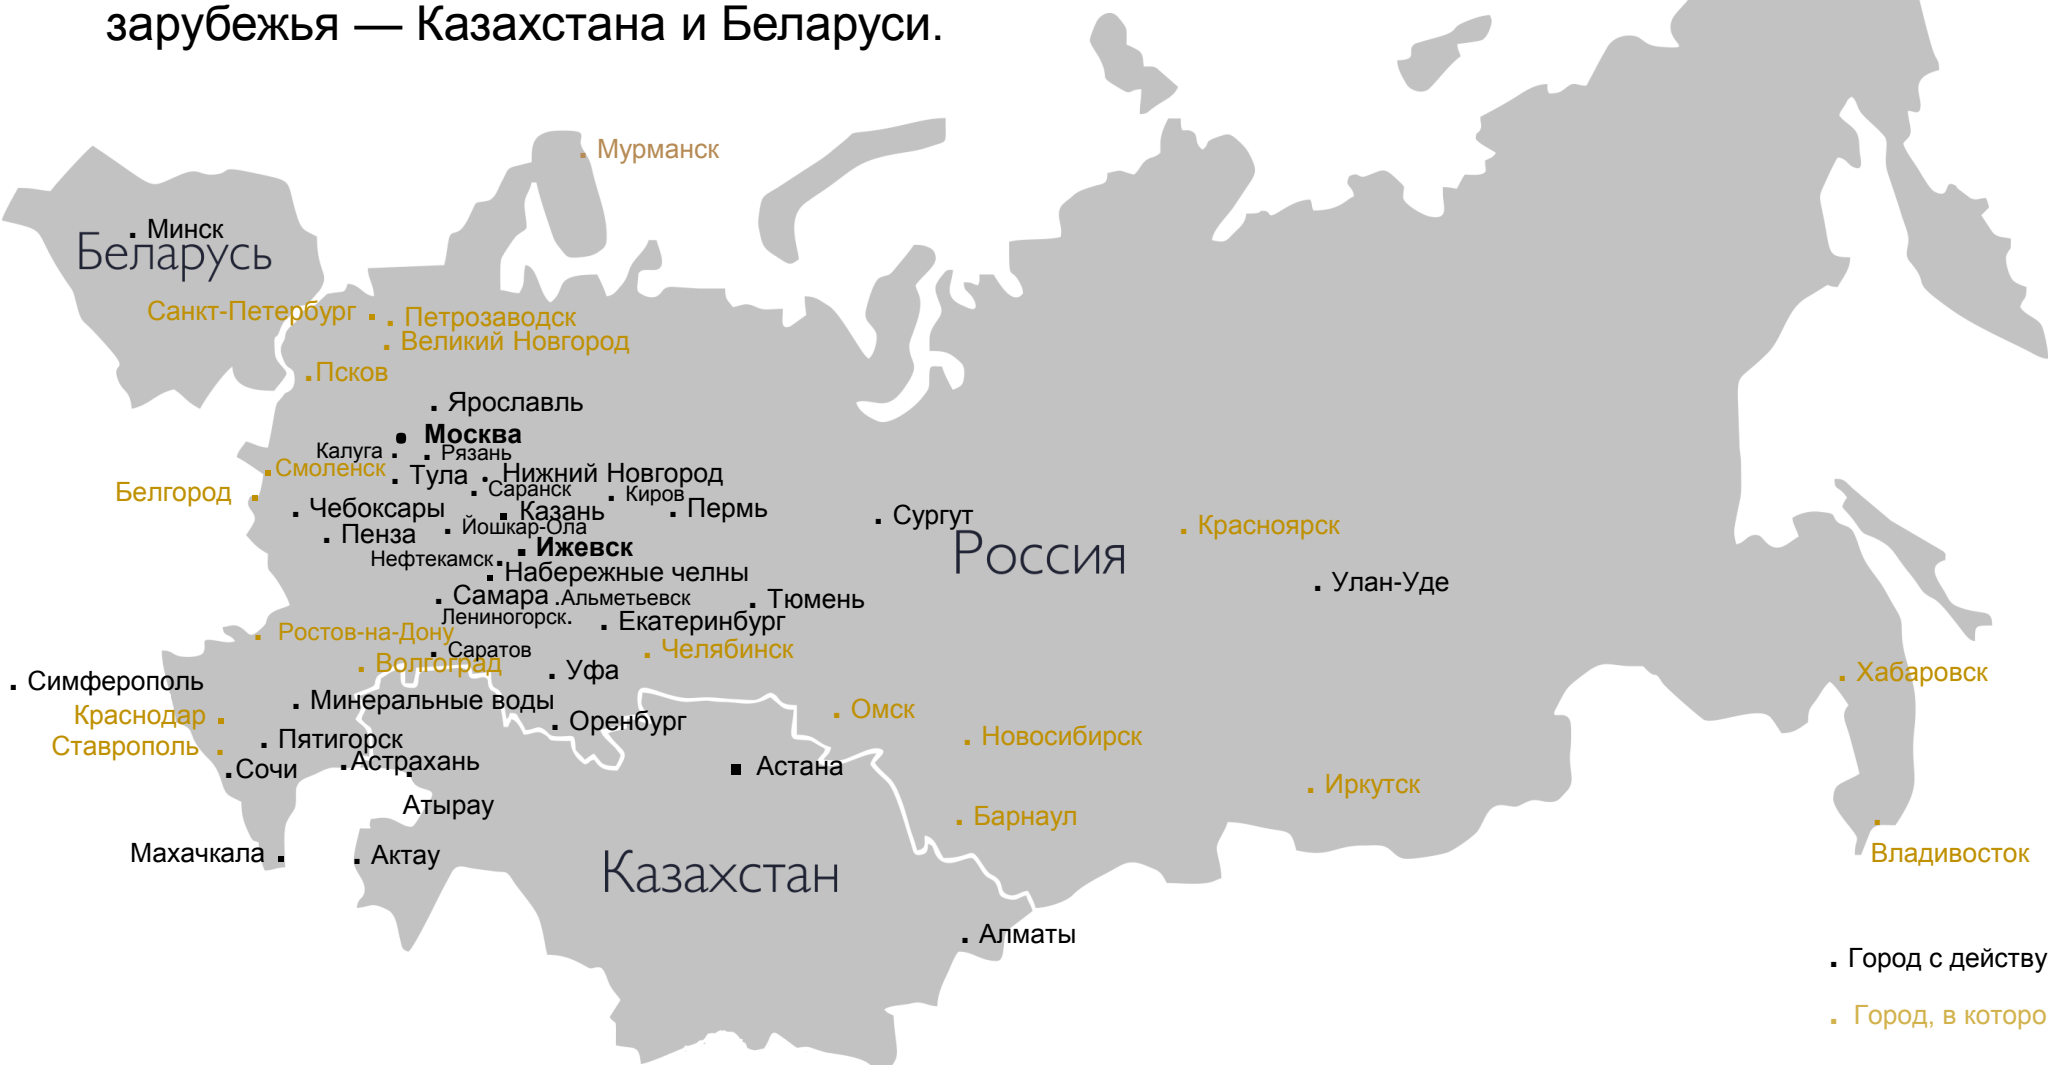 зарубежья — Казахстана и Беларуси.
Мурманск
Минск
Беларусь
Санкт-Петербург
Петрозаводск
Великий Новгород
Псков
Ярославль
Москва
Калуга
Рязань
Смоленск
Тула
Нижний Новгород
Белгород
Саранск
Киров
Чебоксары
Казань
Пермь
Сургут
Красноярск
Пенза
Йошкар-Ола
Ижевск
Россия
Нефтекамск
Набережные челны
Улан-Уде
Самара
Альметьевск
Тюмень
Лениногорск
Екатеринбург
Ростов-на-Дону
Саратов
Челябинск
Волгоград
Уфа
Хабаровск
Симферополь
Минеральные воды
Краснодар
Оренбург
Омск
Новосибирск
Ставрополь
Пятигорск
Сочи
Астрахань
Астана
Иркутск
Атырау
Барнаул
Махачкала
Актау
Казахстан
Владивосток
Алматы
Город с действу
Город, в которо